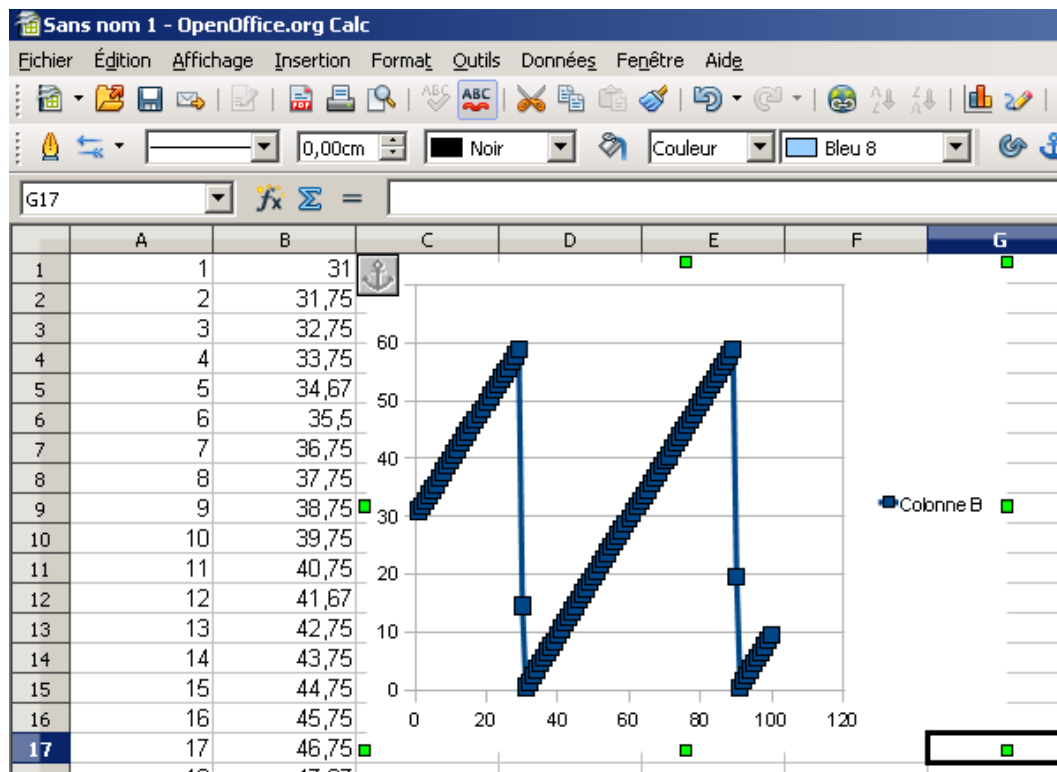 Sans nom 1 - OpenOffice.org Calc
Fichier Édition Affichage Insertion Format Outils Données Fenêtre Aide
PDF ABC ABC
0,00cm Noir Couleur Bleu 8
G17
A B C D E F G
1 1 31
2 2 31,75
3 3 32,75
4 4 33,75
5 5 34,67
6 6 35,5
7 7 36,75
8 8 37,75
9 9 38,75
10 10 39,75
11 11 40,75
12 12 41,67
13 13 42,75
14 14 43,75
15 15 44,75
16 16 45,75
17 17 46,75
60
50
40
30
20
10
0
0 20 40 60 80 100 120
Colonne B